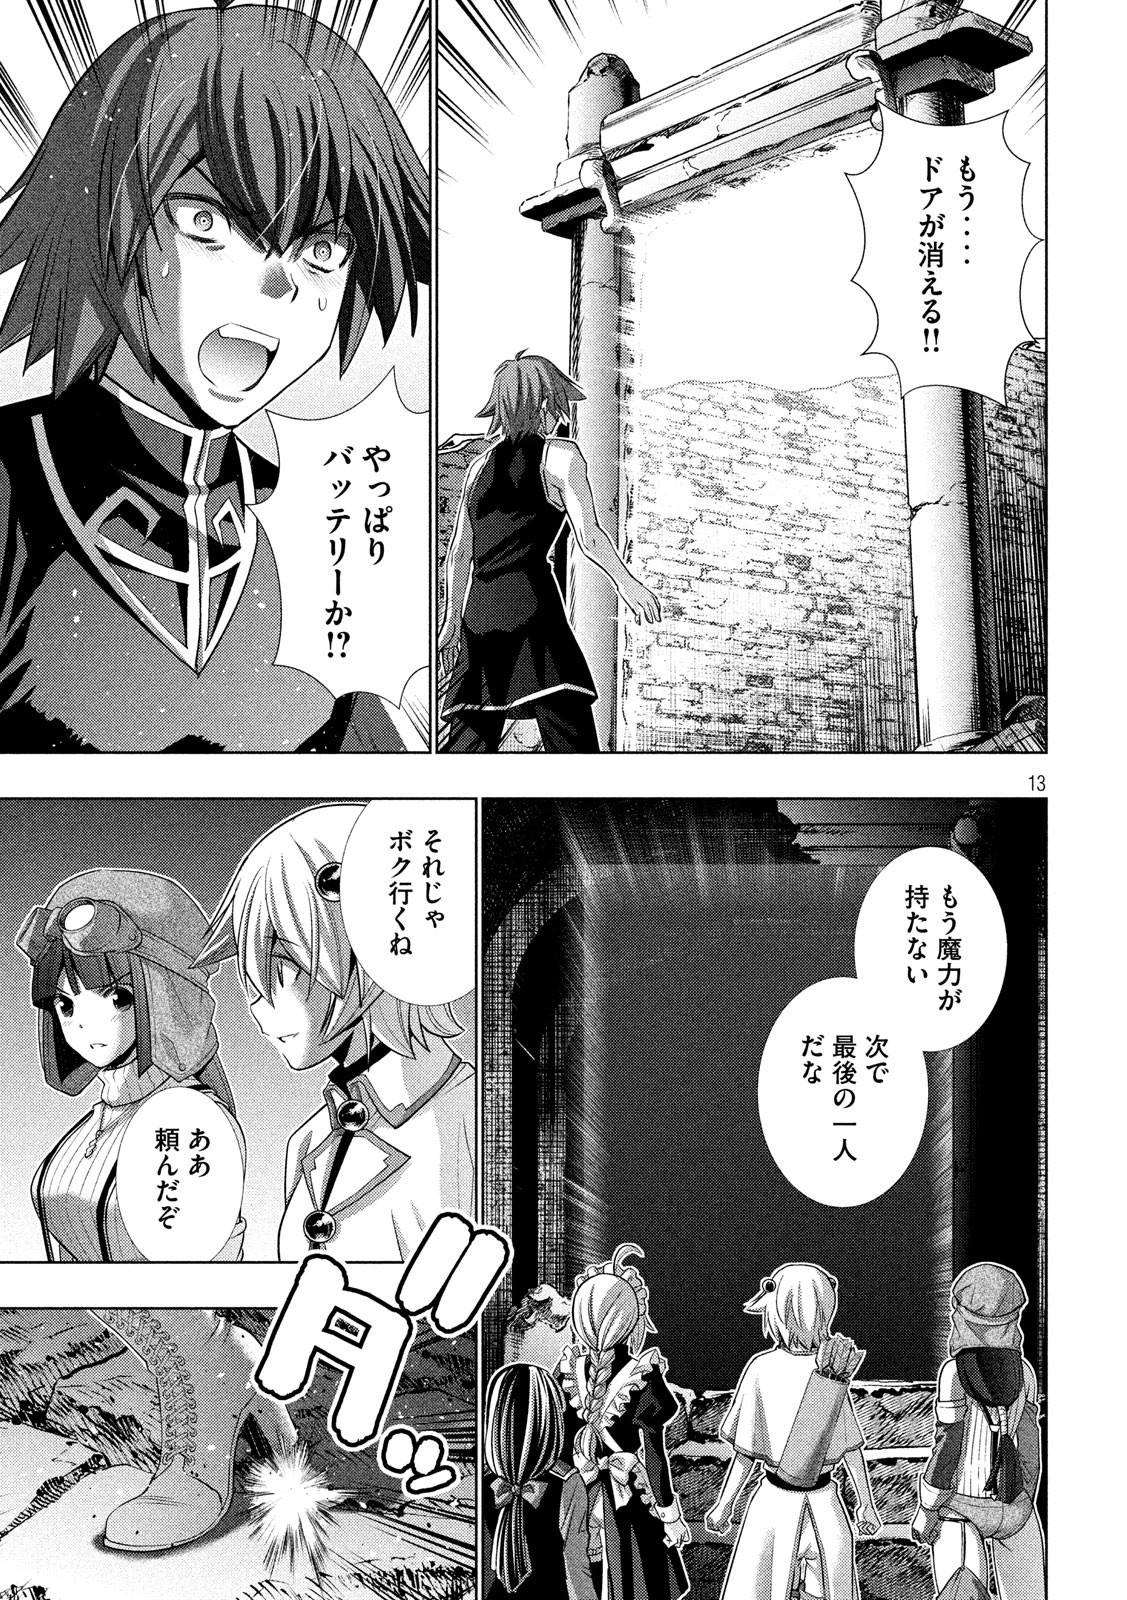 もう‥‥
ドアが消える!!
やっぱり
バッテリーか!?
13
もう魔力が
持たない
次で
最後の一人
だな
それじゃ
ボク行くね
ああ
頼んだぞ
ダッ